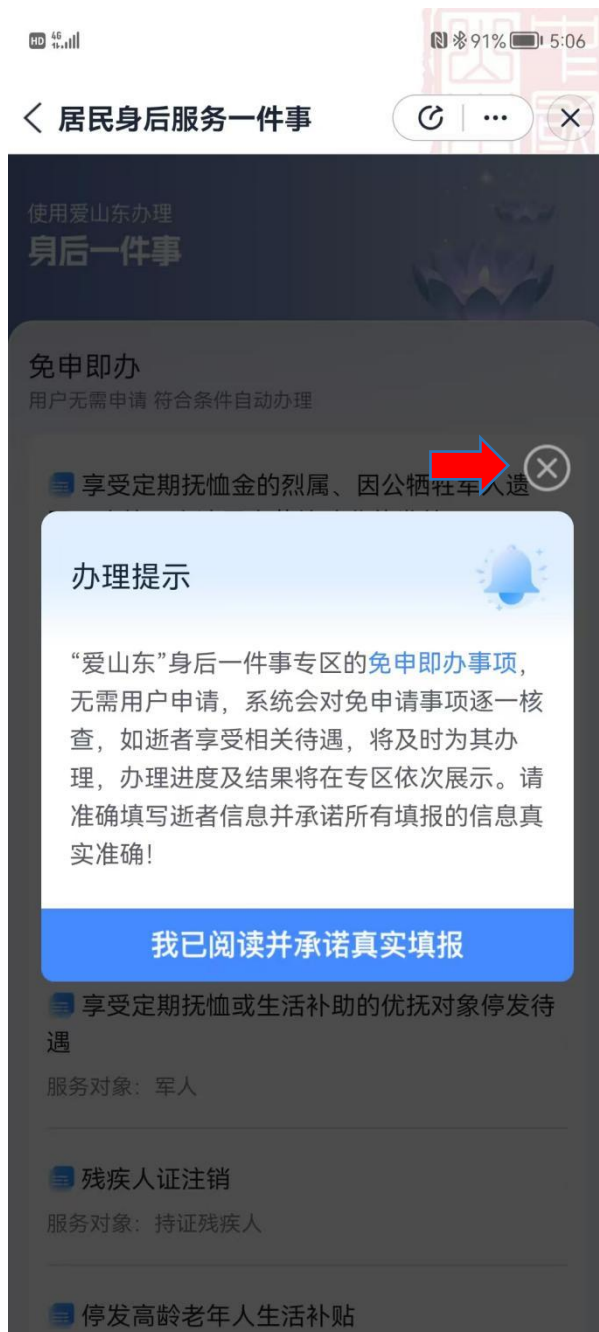 HD 4G 91% 5:06
居民身后服务一件事
使用爱山东办理
身后一件事
免申即办
用户无需申请 符合条件自动办理
享受定期抚恤金的烈属、因公牺牲军人遗
办理提示
“爱山东”身后一件事专区的免申即办事项，
无需用户申请，系统会对免申请事项逐一核
查，如逝者享受相关待遇，将及时为其办
理，办理进度及结果将在专区依次展示。请
准确填写逝者信息并承诺所有填报的信息真
实准确！
我已阅读并承诺真实填报
享受定期抚恤或生活补助的优抚对象停发待
遇
服务对象：军人
残疾人证注销
服务对象：持证残疾人
停发高龄老年人生活补贴